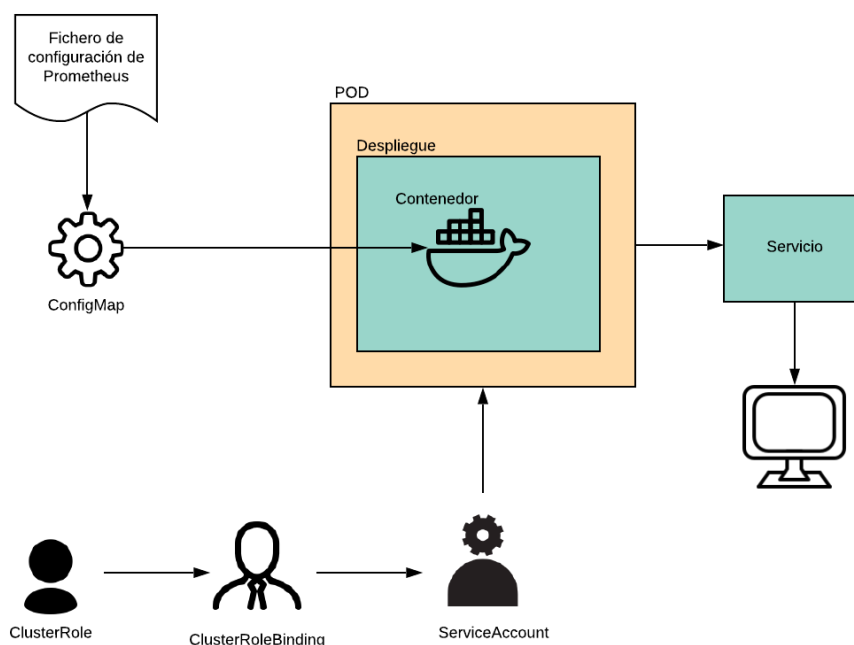 Fichero de
configuración de
Prometheus
POD
Despliegue
Contenedor
Servicio
ConfigMap
ClusterRole
ClusterRoleBinding
ServiceAccount